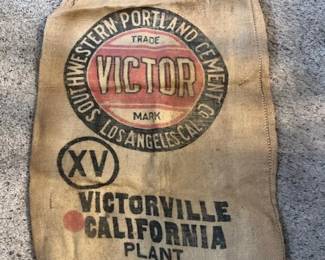 SOUTHWESTERN PORTLAND CEMENT CO.
TRADE
VICTOR
MARK
LOS ANGELES, CAL.
XV
VICTORVILLE
CALIFORNIA
PLANT